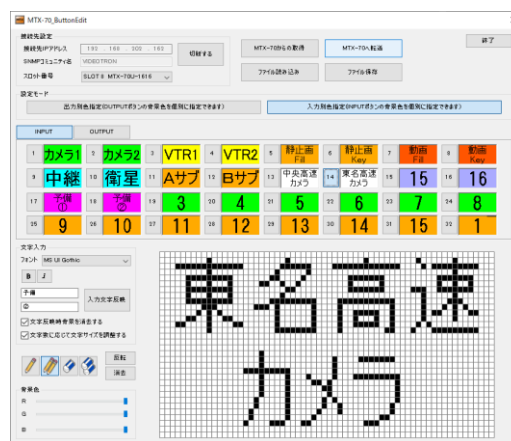 MTX-70_ButtonEdit
接続先設定
接続先IPアドレス 192 . 168 . 203 . 163 切断する MTX-70からの取得 MTX-70へ転送 終了
SNMPコミュニティ名 VIDEOTRON
スロット番号 SLOT8 MTX-70U-1616 ファイル読み込み ファイル保存
設定モード
出力別色指定(OUTPUTボタンの背景色を個別に指定できます) 入力別色指定(INPUTボタンの背景色を個別に指定できます)
INPUT OUTPUT
1 カメラ1 2 カメラ2 3 VTR1 4 VTR2 5 静止画 Fill 6 静止画 Key 7 動画 Fill 8 動画 Key
9 中継 10 衛星 11 Aサブ 12 Bサブ 13 中央高速 カメラ 14 東名高速 カメラ 15 15 16 16
17 予備 ① 18 予備 ② 19 3 20 4 21 5 22 6 23 7 24 8
25 9 26 10 27 11 28 12 29 13 30 14 31 15 32 1
文字入力
フォント MS UI Gothic
B I
予備
② 入力文字反映
文字反映時背景を消去する
文字数に応じて文字サイズを調整する
反転
消去
背景色
R
G
B
東名高速
カメラ